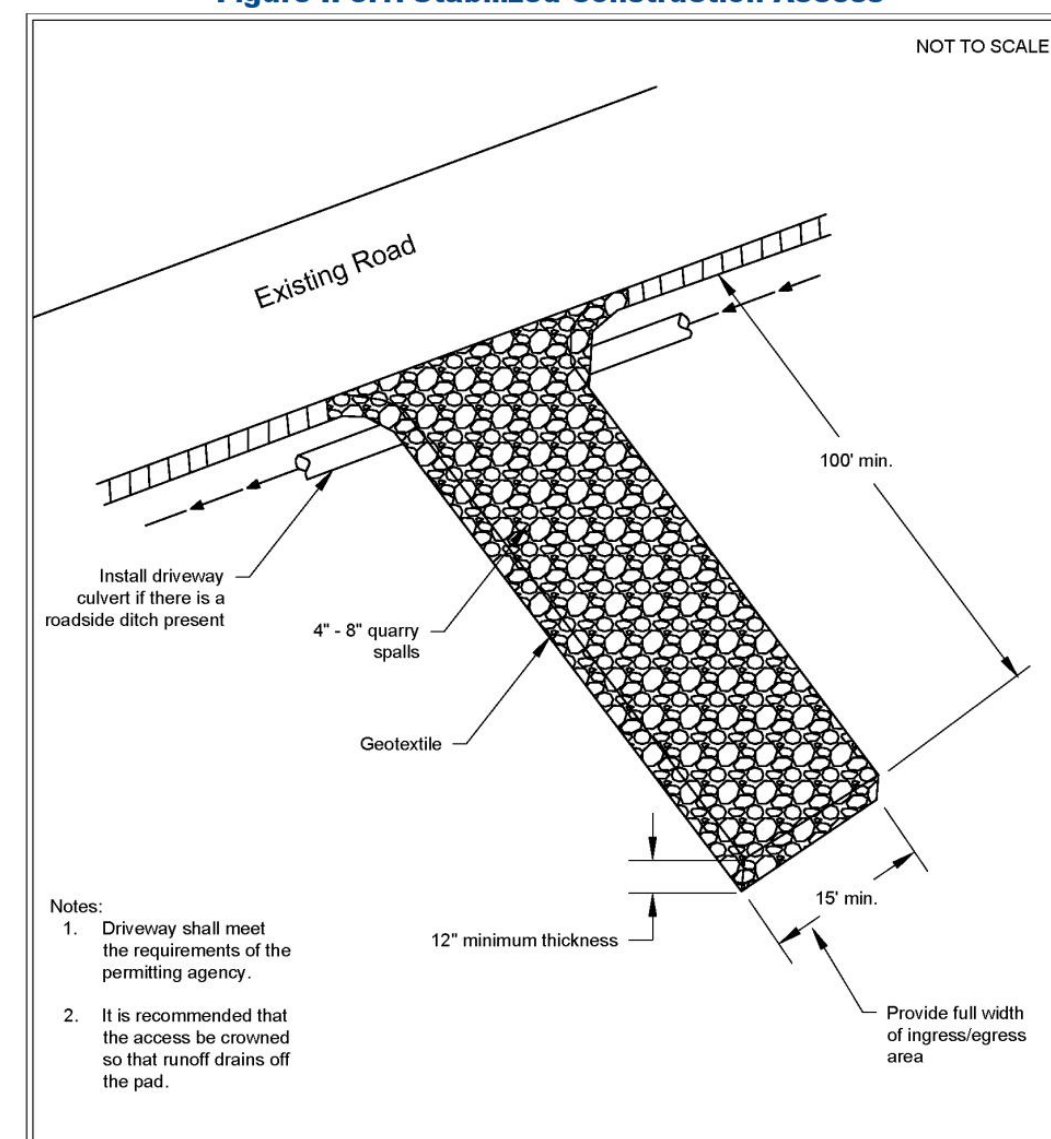 NOT TO SCALE
Existing Road
100' min.
Install driveway
culvert if there is a
roadside ditch present
4" - 8" quarry
spalls
Geotextile
15' min.
12" minimum thickness
Provide full width
of ingress/egress
area
Notes:
1. Driveway shall meet
the requirements of the
permitting agency.
2. It is recommended that
the access be crowned
so that runoff drains off
the pad.